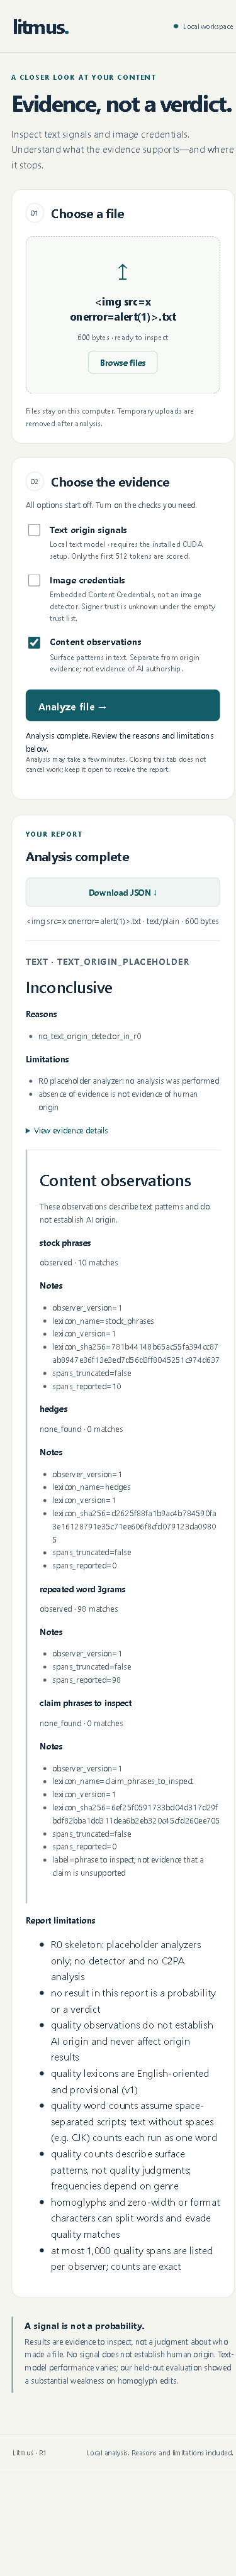 litmus.
Local workspace
A CLOSER LOOK AT YOUR CONTENT
Evidence, not a verdict.
Inspect text signals and image credentials.
Understand what the evidence supports—and where
it stops.
01
Choose a file
↥
<img src=x
onerror=alert(1)>.txt
600 bytes · ready to inspect
Browse files
Files stay on this computer. Temporary uploads are
removed after analysis.
02
Choose the evidence
All options start off. Turn on the checks you need.
Text origin signals
Local text model · requires the installed CUDA
setup. Only the first 512 tokens are scored.
Image credentials
Embedded Content Credentials, not an image
detector. Signer trust is unknown under the empty
trust list.
Content observations
Surface patterns in text. Separate from origin
evidence; not evidence of AI authorship.
Analyze file →
Analysis complete. Review the reasons and limitations
below.
Analysis may take a few minutes. Closing this tab does not
cancel work; keep it open to receive the report.
YOUR REPORT
Analysis complete
Download JSON ↓
<img src=x onerror=alert(1)>.txt · text/plain · 600 bytes
TEXT · TEXT_ORIGIN_PLACEHOLDER
Inconclusive
Reasons
no_text_origin_detector_in_r0
Limitations
R0 placeholder analyzer: no analysis was performed
absence of evidence is not evidence of human
origin
View evidence details
Content observations
These observations describe text patterns and do
not establish AI origin.
stock phrases
observed · 10 matches
Notes
observer_version=1
lexicon_name=stock_phrases
lexicon_version=1
spans_truncated=false
spans_reported=10
hedges
none_found · 0 matches
Notes
observer_version=1
lexicon_name=hedges
lexicon_version=1
spans_truncated=false
spans_reported=0
repeated word 3grams
observed · 98 matches
Notes
observer_version=1
spans_truncated=false
spans_reported=98
claim phrases to inspect
none_found · 0 matches
Notes
observer_version=1
lexicon_name=claim_phrases_to_inspect
lexicon_version=1
spans_truncated=false
spans_reported=0
label=phrase to inspect; not evidence that a
claim is unsupported
Report limitations
R0 skeleton: placeholder analyzers
only; no detector and no C2PA
analysis
no result in this report is a probability
or a verdict
quality observations do not establish
AI origin and never affect origin
results
quality lexicons are English-oriented
and provisional (v1)
quality word counts assume space-
separated scripts; text without spaces
(e.g. CJK) counts each run as one word
quality counts describe surface
patterns, not quality judgments;
frequencies depend on genre
homoglyphs and zero-width or format
characters can split words and evade
quality matches
at most 1,000 quality spans are listed
per observer; counts are exact
A signal is not a probability.
Results are evidence to inspect, not a judgment about who
made a file. No signal does not establish human origin. Text-
model performance varies; our held-out evaluation showed
a substantial weakness on homoglyph edits.
Litmus · R1
Local analysis. Reasons and limitations included.